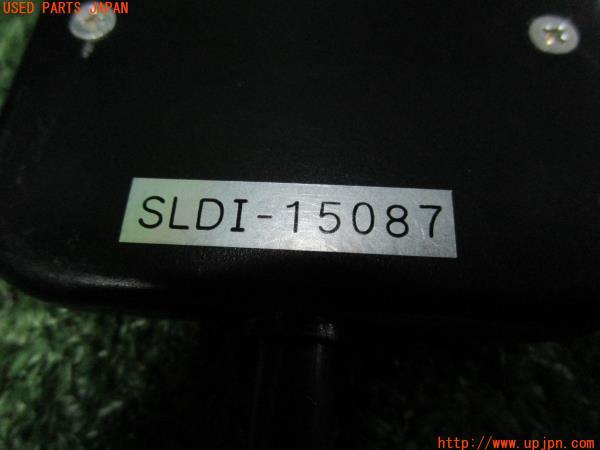 USED PARTS JAPAN
SLDI-15087
http://www.upjpn.com/